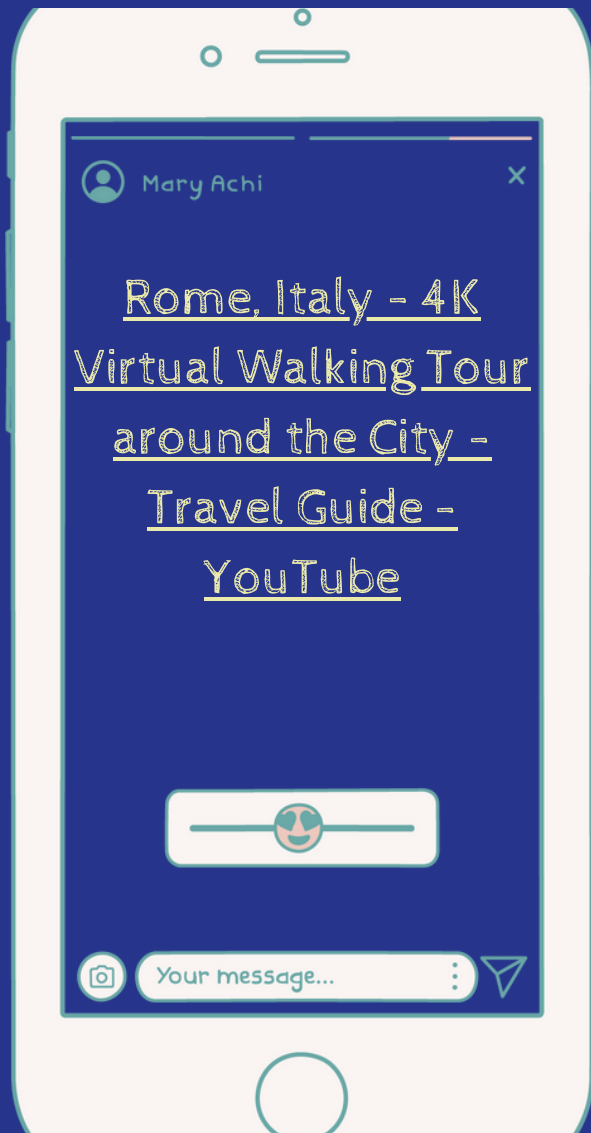 Mary Achi
Rome, Italy - 4K
Virtual Walking Tour
around the City -
Travel Guide -
YouTube
Your message...